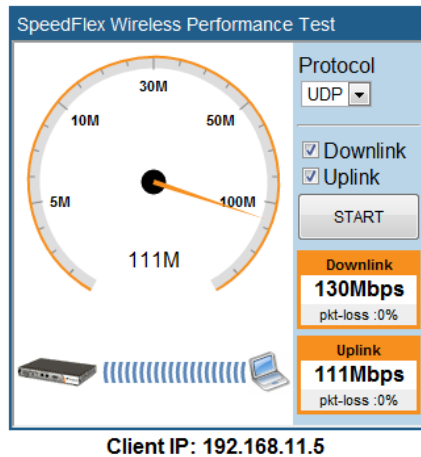 SpeedFlex Wireless Performance Test
30M
10M
50M
5M
100M
111M
Protocol
UDP
Downlink
Uplink
START
Downlink
130Mbps
pkt-loss :0%
Uplink
111Mbps
pkt-loss :0%
Client IP: 192.168.11.5